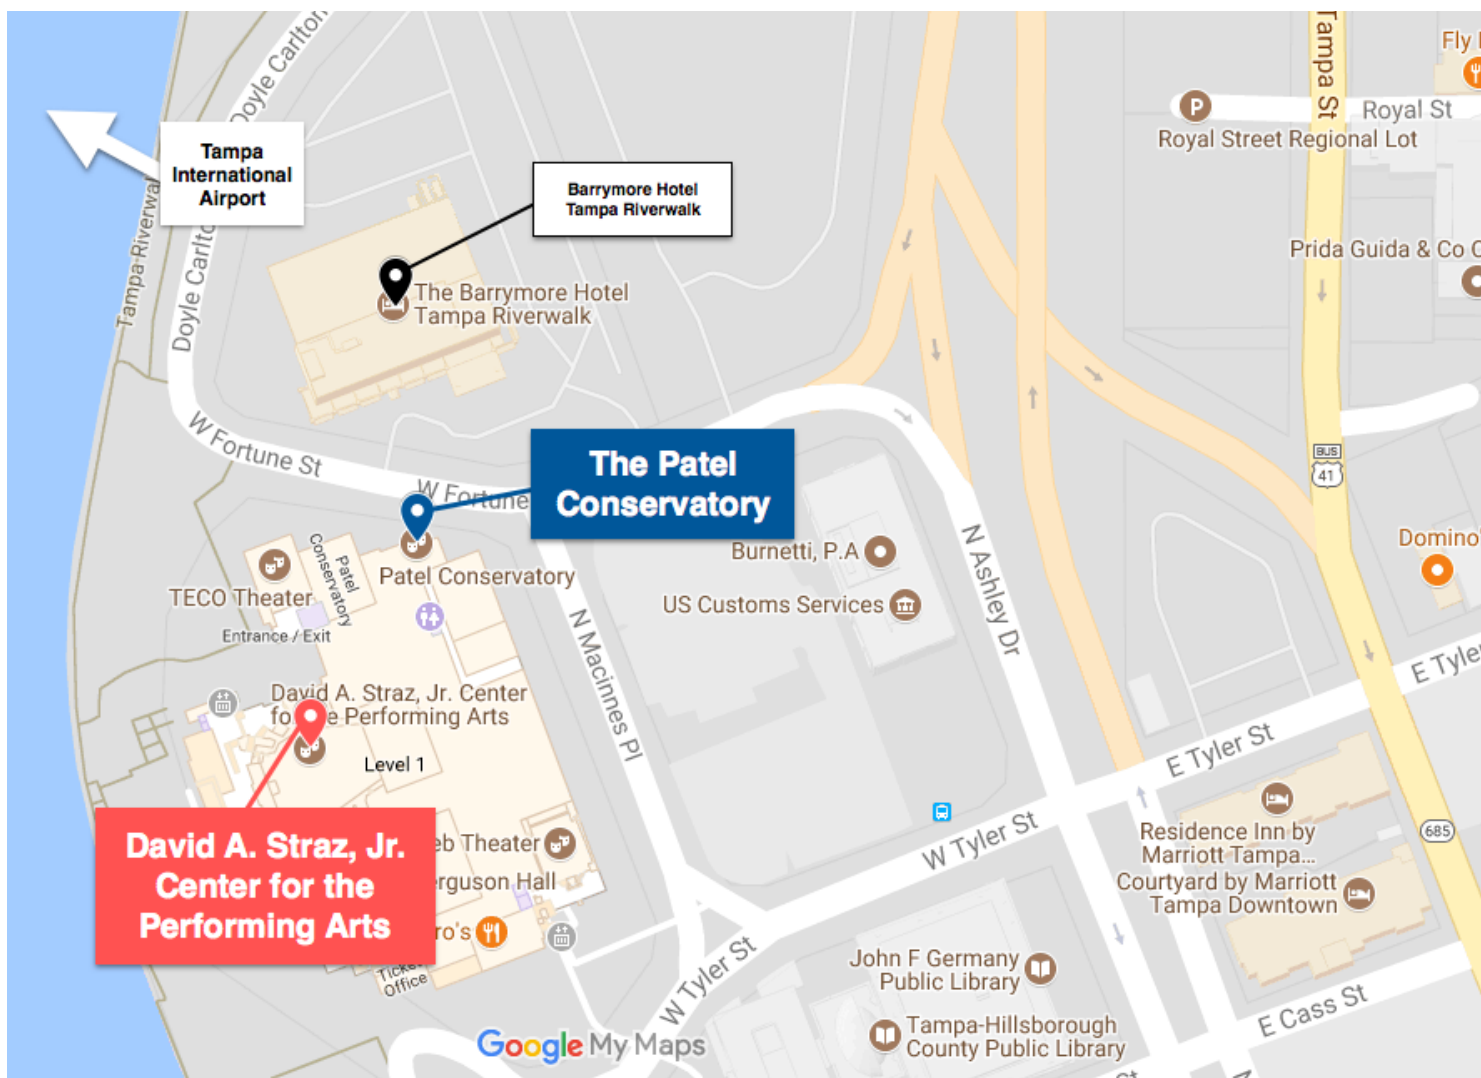 Doyle Carlton
Tampa St
Fly
Royal St
Royal Street Regional Lot
Tampa
International
Airport
Barrymore Hotel
Tampa Riverwalk
Tampa Riverwal
Doyle Carlto
Prida Guida & Co
The Barrymore Hotel
Tampa Riverwalk
W Fortune St
W Fortune
The Patel
Conservatory
BUS
41
N Ashley Dr
Domino's
Burnetti, P.A
Patel
Conservatory
Patel Conservatory
TECO Theater
US Customs Services
Entrance / Exit
N Macinnes Pl
E Tyler
David A. Straz, Jr. Center
for the Performing Arts
Level 1
E Tyler St
David A. Straz, Jr.
Center for the
Performing Arts
eb Theater
W Tyler St
Residence Inn by
Marriott Tampa...
685
erguson Hall
Courtyard by Marriott
Tampa Downtown
ro's
Ticket
Office
W Tyler St
John F Germany
Public Library
E Cass St
Tampa-Hillsborough
County Public Library
Google My Maps
St
N